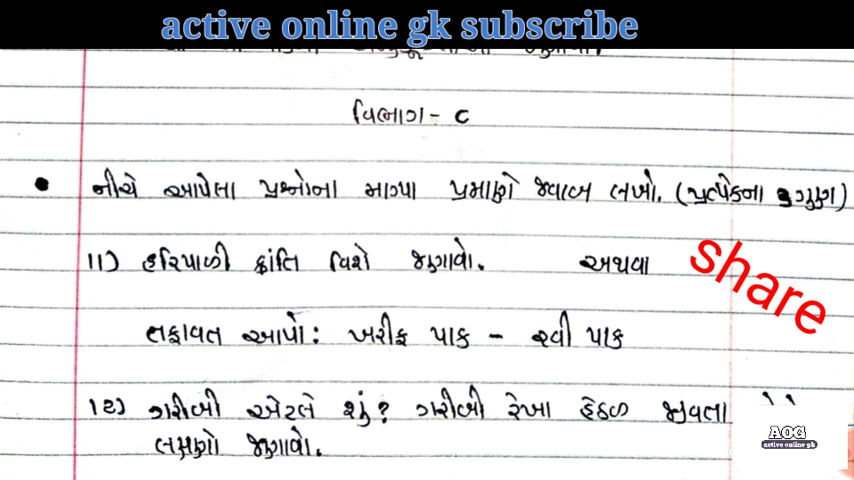 active online gk subscribe
વિભાગ - C
• નીચે આપેલા પ્રશ્નોના માગ્યા પ્રમાણે જવાબ લખો. (પ્રત્યેકના 3 ગુણ)
11) હરિયાળી ક્રાંતિ વિશે જણાવો. અથવા
share
તફાવત આપો: ખરીફ પાક - રવી પાક
12) ગરીબી એટલે શું? ગરીબી રેખા હેઠળ જીવતા
લક્ષણો જણાવો.
AOG
active online gk